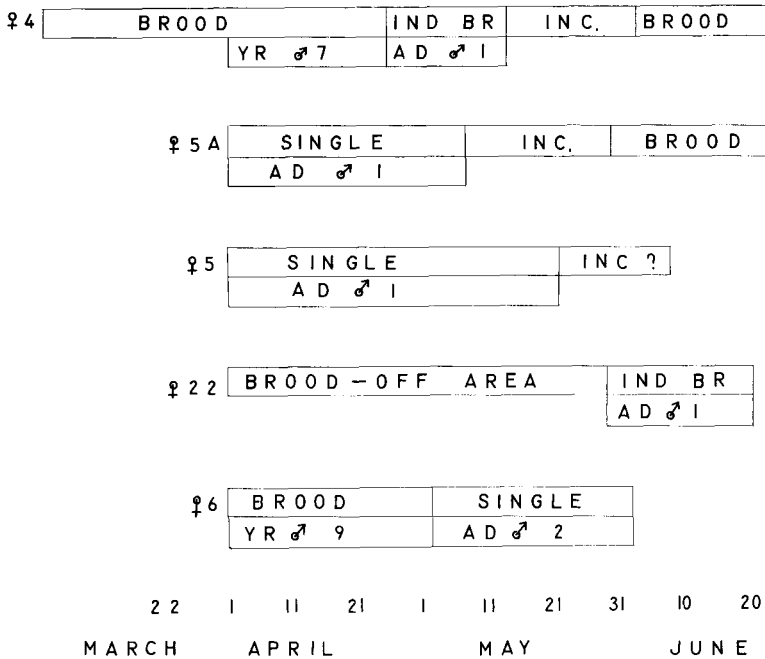 ♀4 BROOD IND BR INC. BROOD
YR ♂7 AD ♂1
♀5A SINGLE INC. BROOD
AD ♂1
♀5 SINGLE INC ?
AD ♂1
♀22 BROOD-OFF AREA IND BR
AD ♂1
♀6 BROOD SINGLE
YR ♂ 9 AD ♂ 2
22 1 11 21 1 11 21 31 10 20
MARCH APRIL MAY JUNE